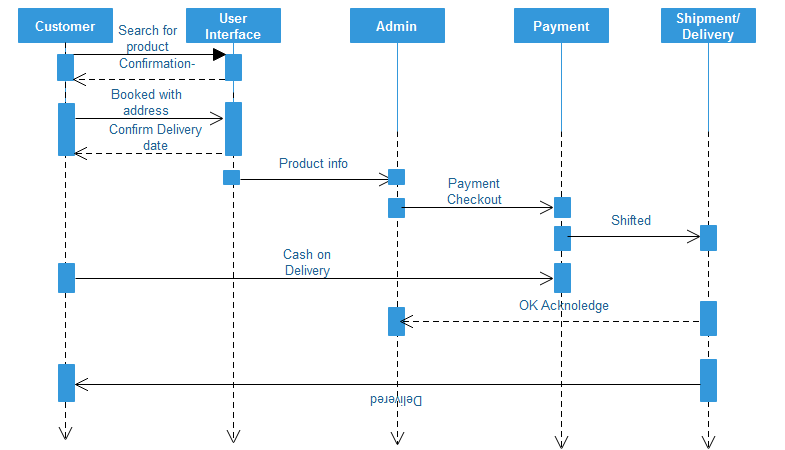 Customer
User
Interface
Admin
Payment
Shipment/
Delivery
Search for
product
Confirmation-
Booked with
address
Confirm Delivery
date
Product info
Payment
Checkout
Shifted
Cash on
Delivery
OK Acknoledge
Delivered